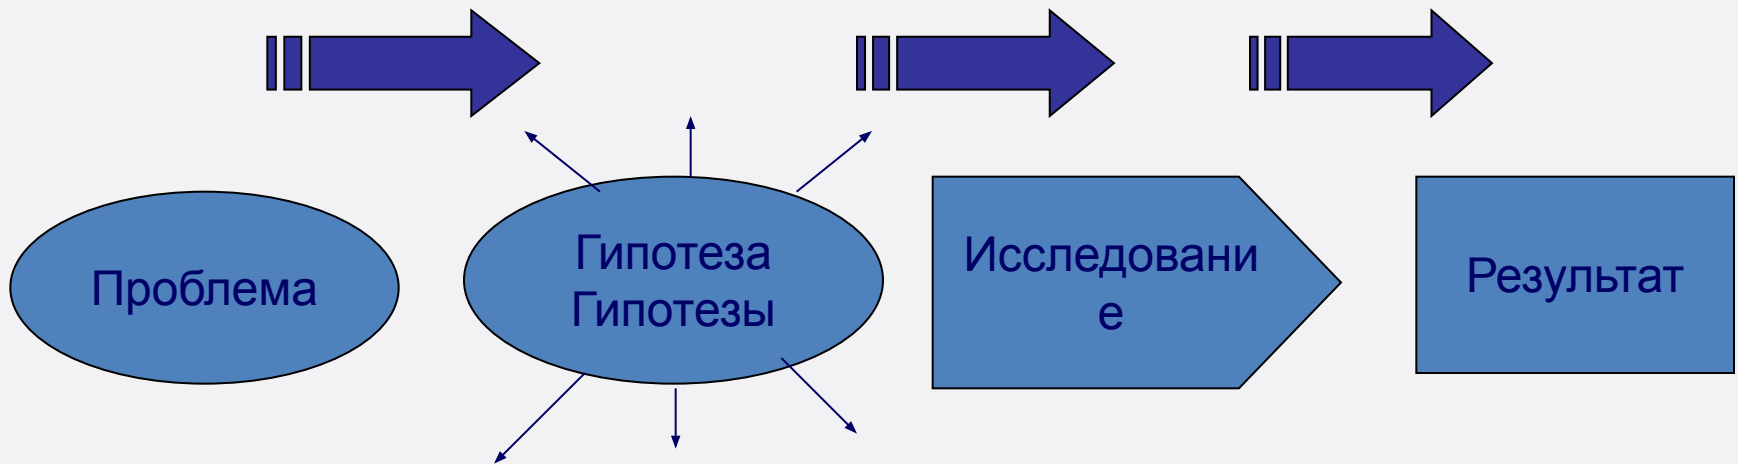 Проблема
Гипотеза
Гипотезы
Исследовани
е
Результат